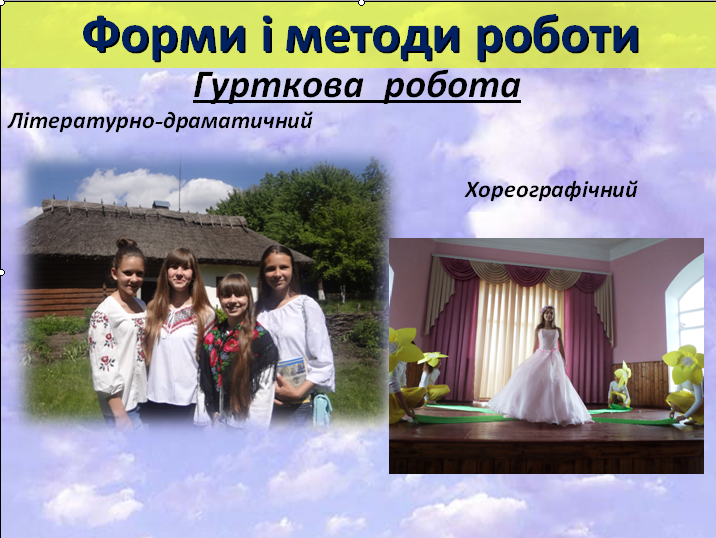 Форми і методи роботи
Гурткова робота
Літературно-драматичний
Хореографічний